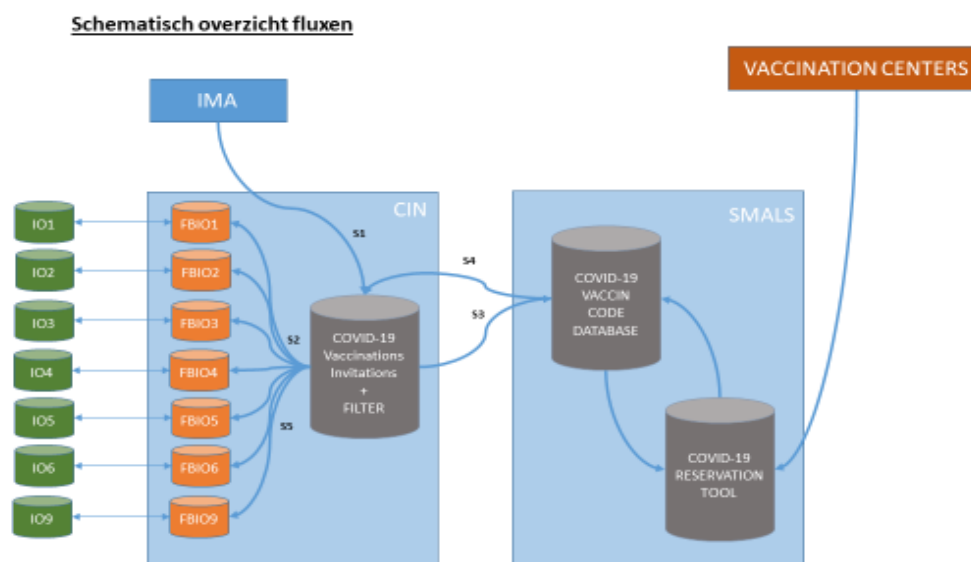 Schematisch overzicht fluxen
VACCINATION CENTERS
IMA
CIN
SMALS
IO1
FBIO1
S1
IO2
FBIO2
S4
COVID-19
VACCIN
CODE
DATABASE
IO3
FBIO3
S2
S3
COVID-19
Vaccinations
Invitations
+
FILTER
IO4
FBIO4
IO5
FBIO5
S5
IO6
FBIO6
COVID-19
RESERVATION
TOOL
IO9
FBIO9